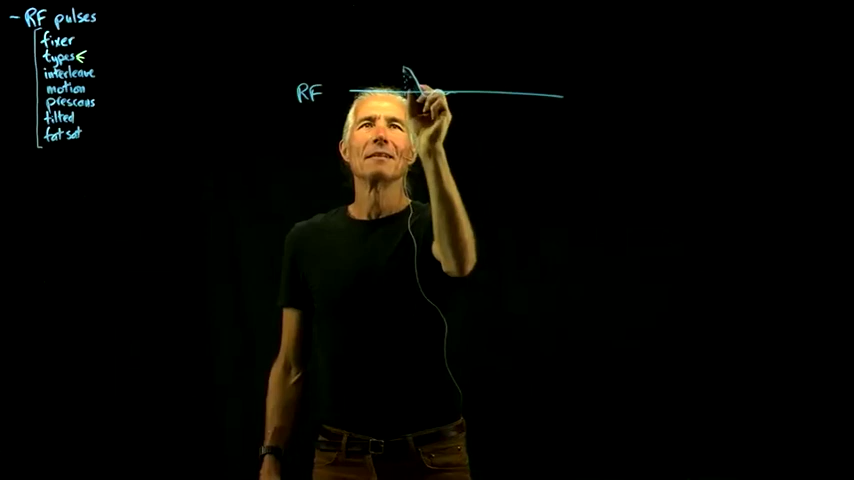 - RF pulses
fixer
types
interleave
motion
prescans
tilted
fat sat
RF